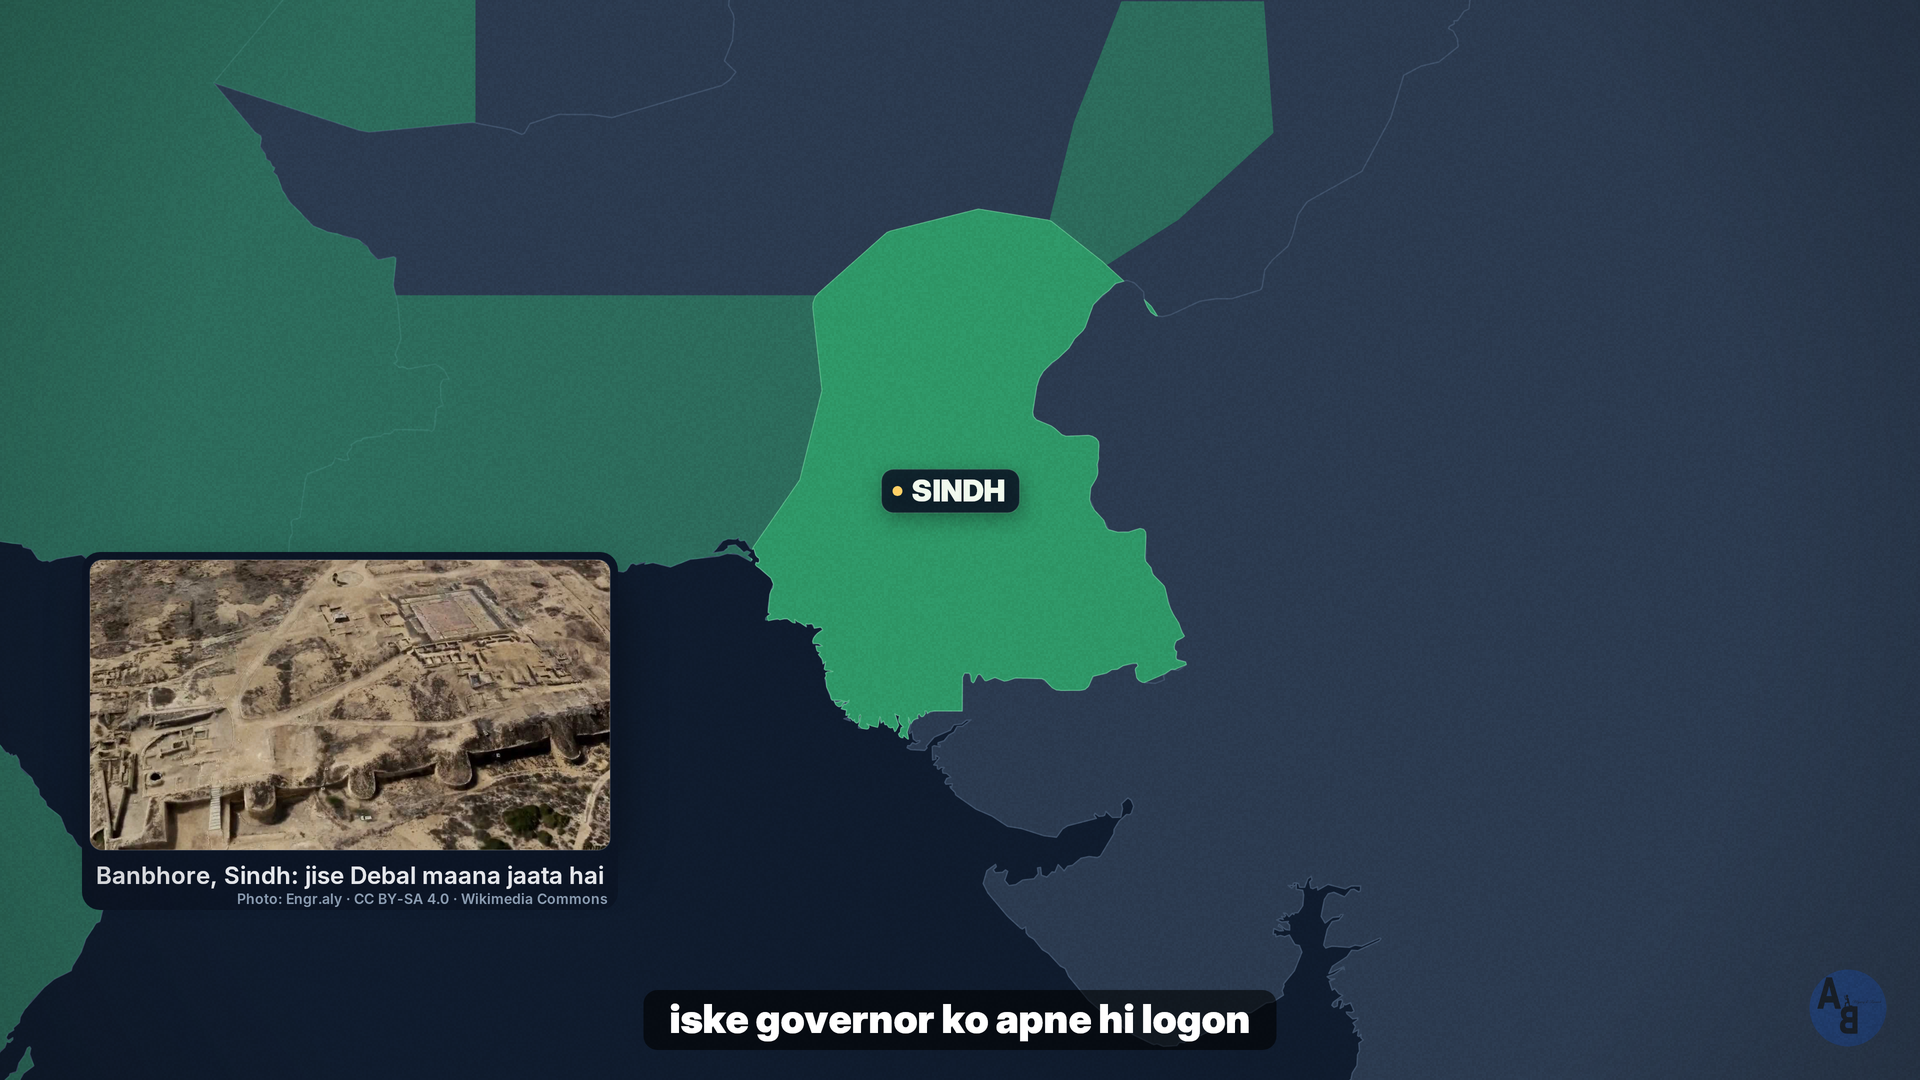 SINDH
Banbhore, Sindh: jise Debal maana jaata hai
Photo: Engr.aly · CC BY-SA 4.0 · Wikimedia Commons
iske governor ko apne hi logon
A
B